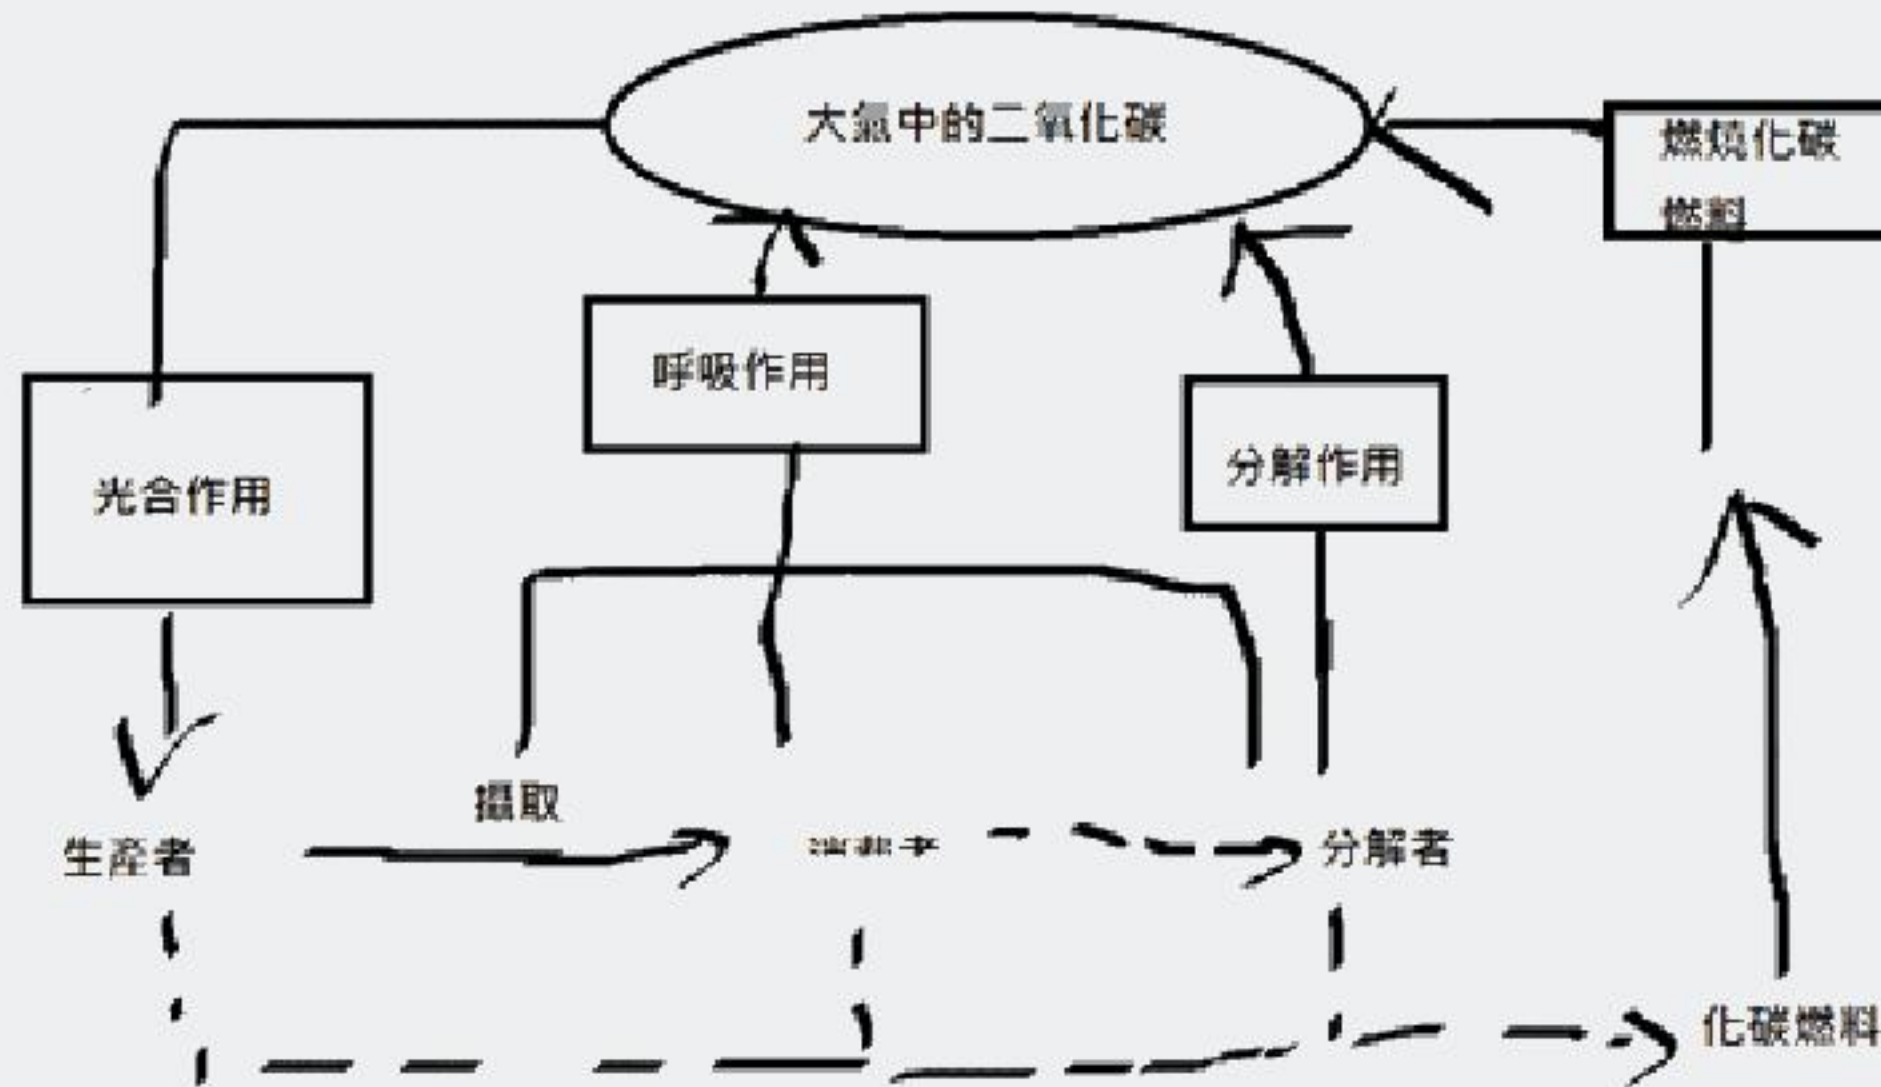 大氣中的二氧化碳
燃燒化碳
燃料
呼吸作用
分解作用
光合作用
攝取
生產者
分解者
化碳燃料